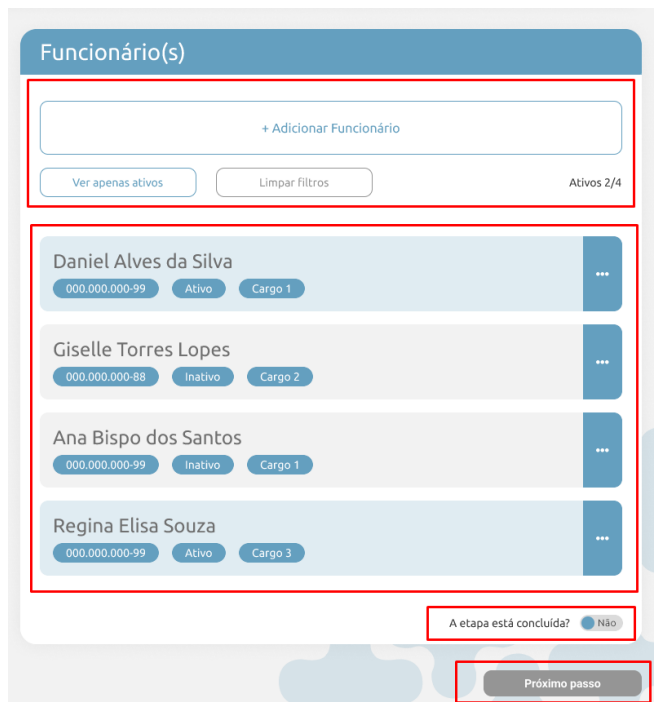 Funcionário(s)
+ Adicionar Funcionário
Ver apenas ativos Limpar filtros Ativos 2/4
Daniel Alves da Silva
000.000.000-99 Ativo Cargo 1
Giselle Torres Lopes
000.000.000-88 Inativo Cargo 2
Ana Bispo dos Santos
000.000.000-99 Inativo Cargo 1
Regina Elisa Souza
000.000.000-99 Ativo Cargo 3
A etapa está concluída? Não
Próximo passo